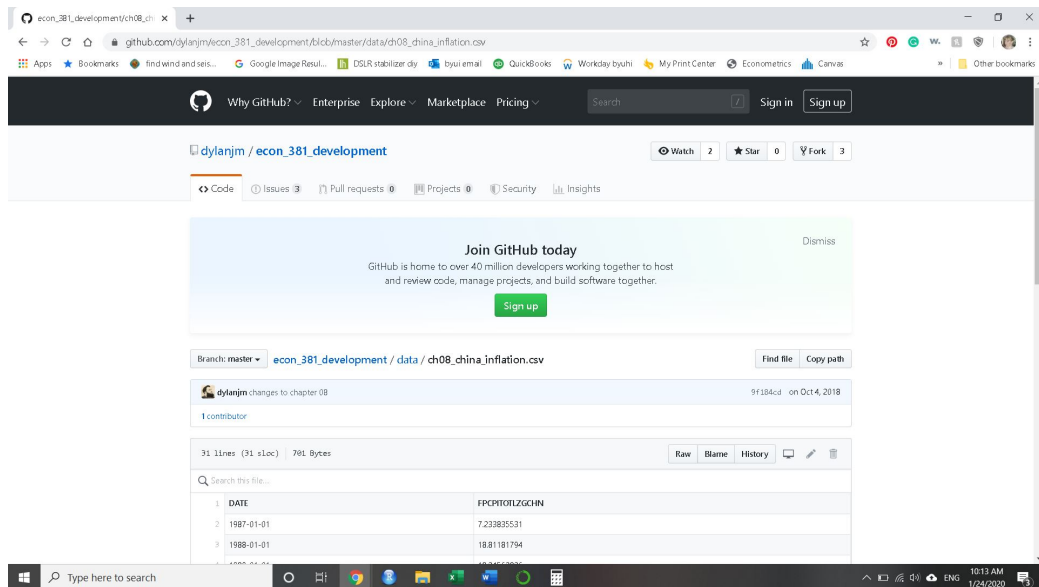 econ_381_development/ch08_ch
github.com/dylanjm/econ_381_development/blob/master/data/ch08_china_inflation.csv
Apps Bookmarks find wind and seis... Google Image Resul... DSLR stabilizer diy byui email QuickBooks Workday byuhi My Print Center Econometrics Canvas » Other bookmarks
Why GitHub? Enterprise Explore Marketplace Pricing Search / Sign in Sign up
dylanjm / econ_381_development Watch 2 Star 0 Fork 3
Code Issues 3 Pull requests 0 Projects 0 Security Insights
Dismiss
Join GitHub today
GitHub is home to over 40 million developers working together to host
and review code, manage projects, and build software together.
Sign up
Branch: master econ_381_development / data / ch08_china_inflation.csv Find file Copy path
dylanjm changes to chapter 08 9f184cd on Oct 4, 2018
1 contributor
31 lines (31 sloc) 701 Bytes Raw Blame History
Search this file...
1 DATE FPCPITOTLZGCHN
2 1987-01-01 7.233835531
3 1988-01-01 18.81181794
Type here to search ENG 10:13 AM
1/24/2020 3